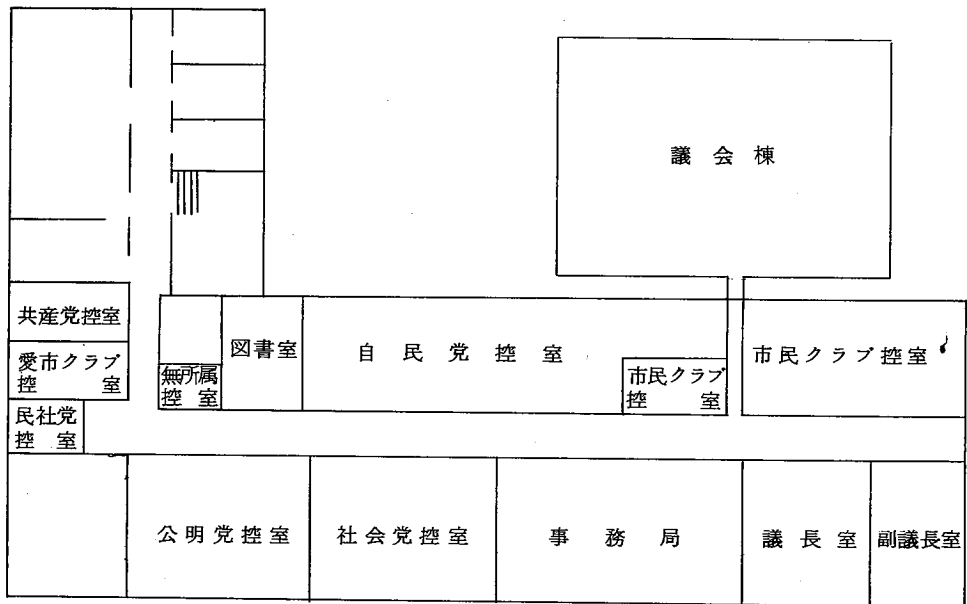 議会棟
共産党控室
愛市クラブ
控室
民社党
控室
無所属
控室
図書室
自民党控室
市民クラブ
控室
市民クラブ控室
公明党控室
社会党控室
事務局
議長室
副議長室